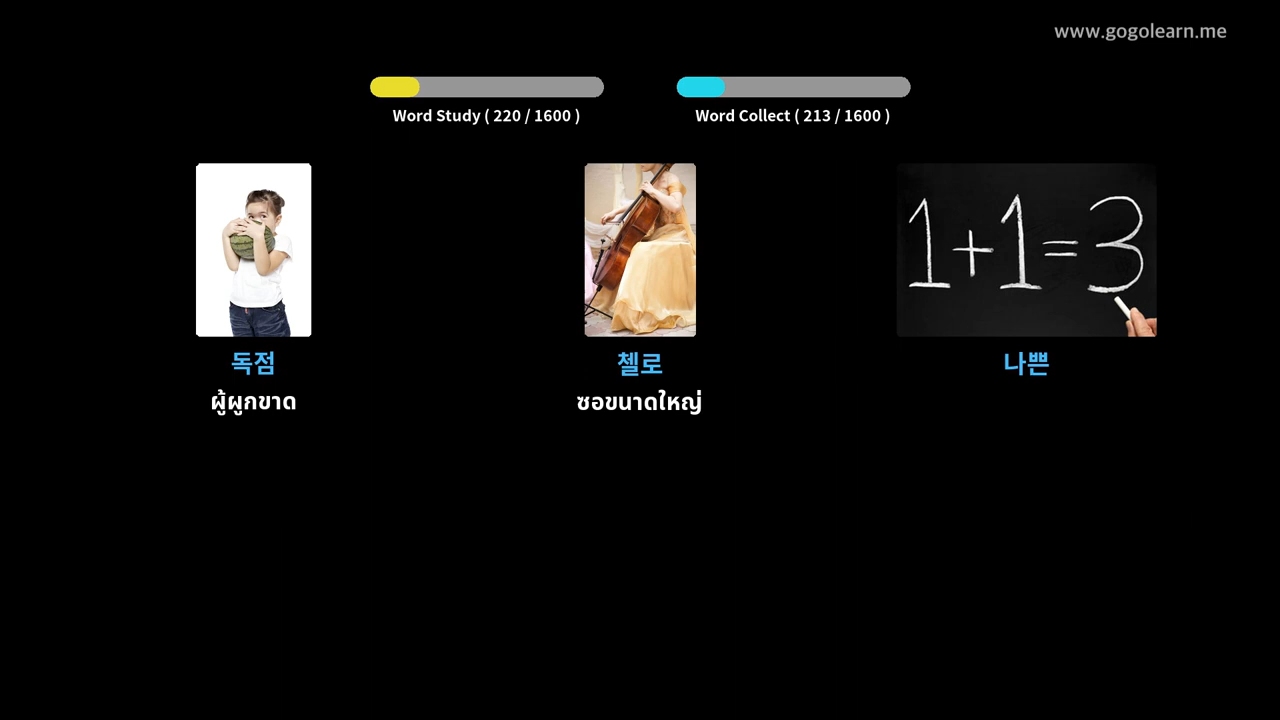 www.gogolearn.me
Word Study ( 220 / 1600 )
Word Collect ( 213 / 1600 )
1+1=3
독점
첼로
나쁜
ผู้ผูกขาด
ซอขนาดใหญ่